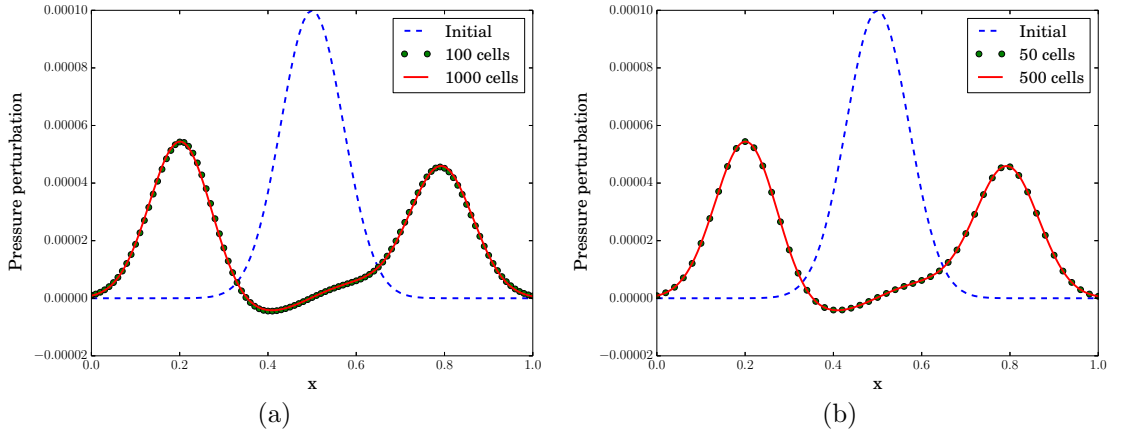 0.00010
0.00008
0.00006
0.00004
0.00002
0.00000
−0.00002
0.0 0.2 0.4 0.6 0.8 1.0
x
Pressure perturbation
Initial
100 cells
1000 cells
(a)
0.00010
0.00008
0.00006
0.00004
0.00002
0.00000
−0.00002
0.0 0.2 0.4 0.6 0.8 1.0
x
Pressure perturbation
Initial
50 cells
500 cells
(b)